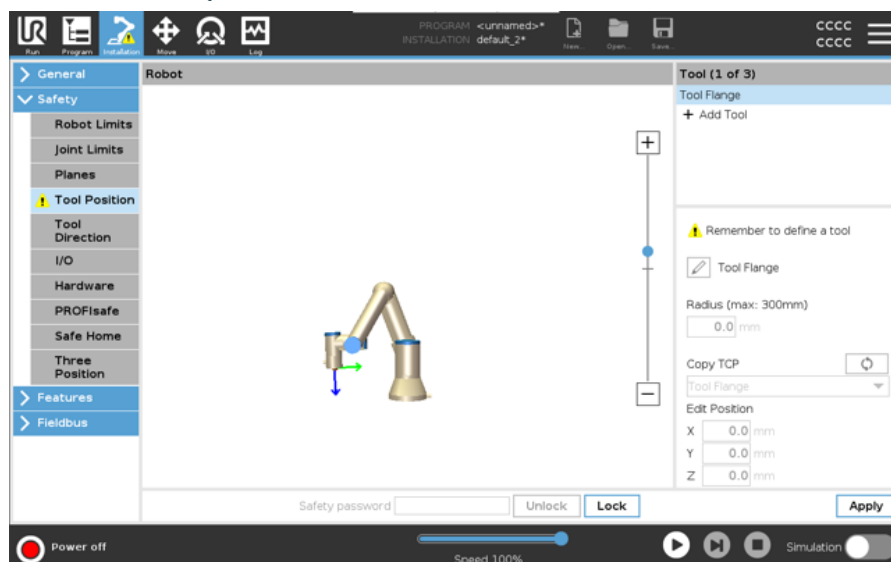 PROGRAM <unnamed>*
INSTALLATION default_2*
UR
Run
Program
Installation
Move
I/O
Log
New...
Open...
Save...
cccc
cccc
General
Safety
Robot Limits
Joint Limits
Planes
Tool Position
Tool
Direction
I/O
Hardware
PROFIsafe
Safe Home
Three
Position
Features
Fieldbus
Robot
Tool (1 of 3)
Tool Flange
+ Add Tool
Remember to define a tool
Tool Flange
Radius (max: 300mm)
0.0 mm
Copy TCP
Tool Flange
Edit Position
X 0.0 mm
Y 0.0 mm
Z 0.0 mm
Safety password
Unlock
Lock
Apply
Power off
Speed 100%
Simulation